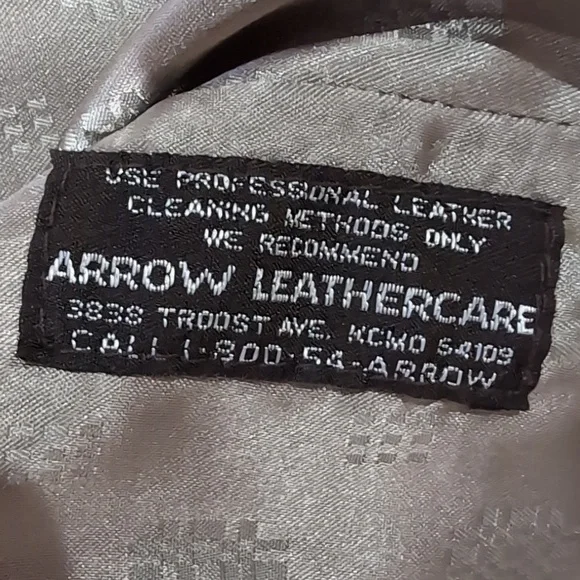 USE PROFESSIONAL LEATHER
CLEANING METHODS ONLY
WE RECOMMEND
ARROW LEATHERCARE
3838 TROOST AVE. KCMO 64109
CALL 1-800-54-ARROW